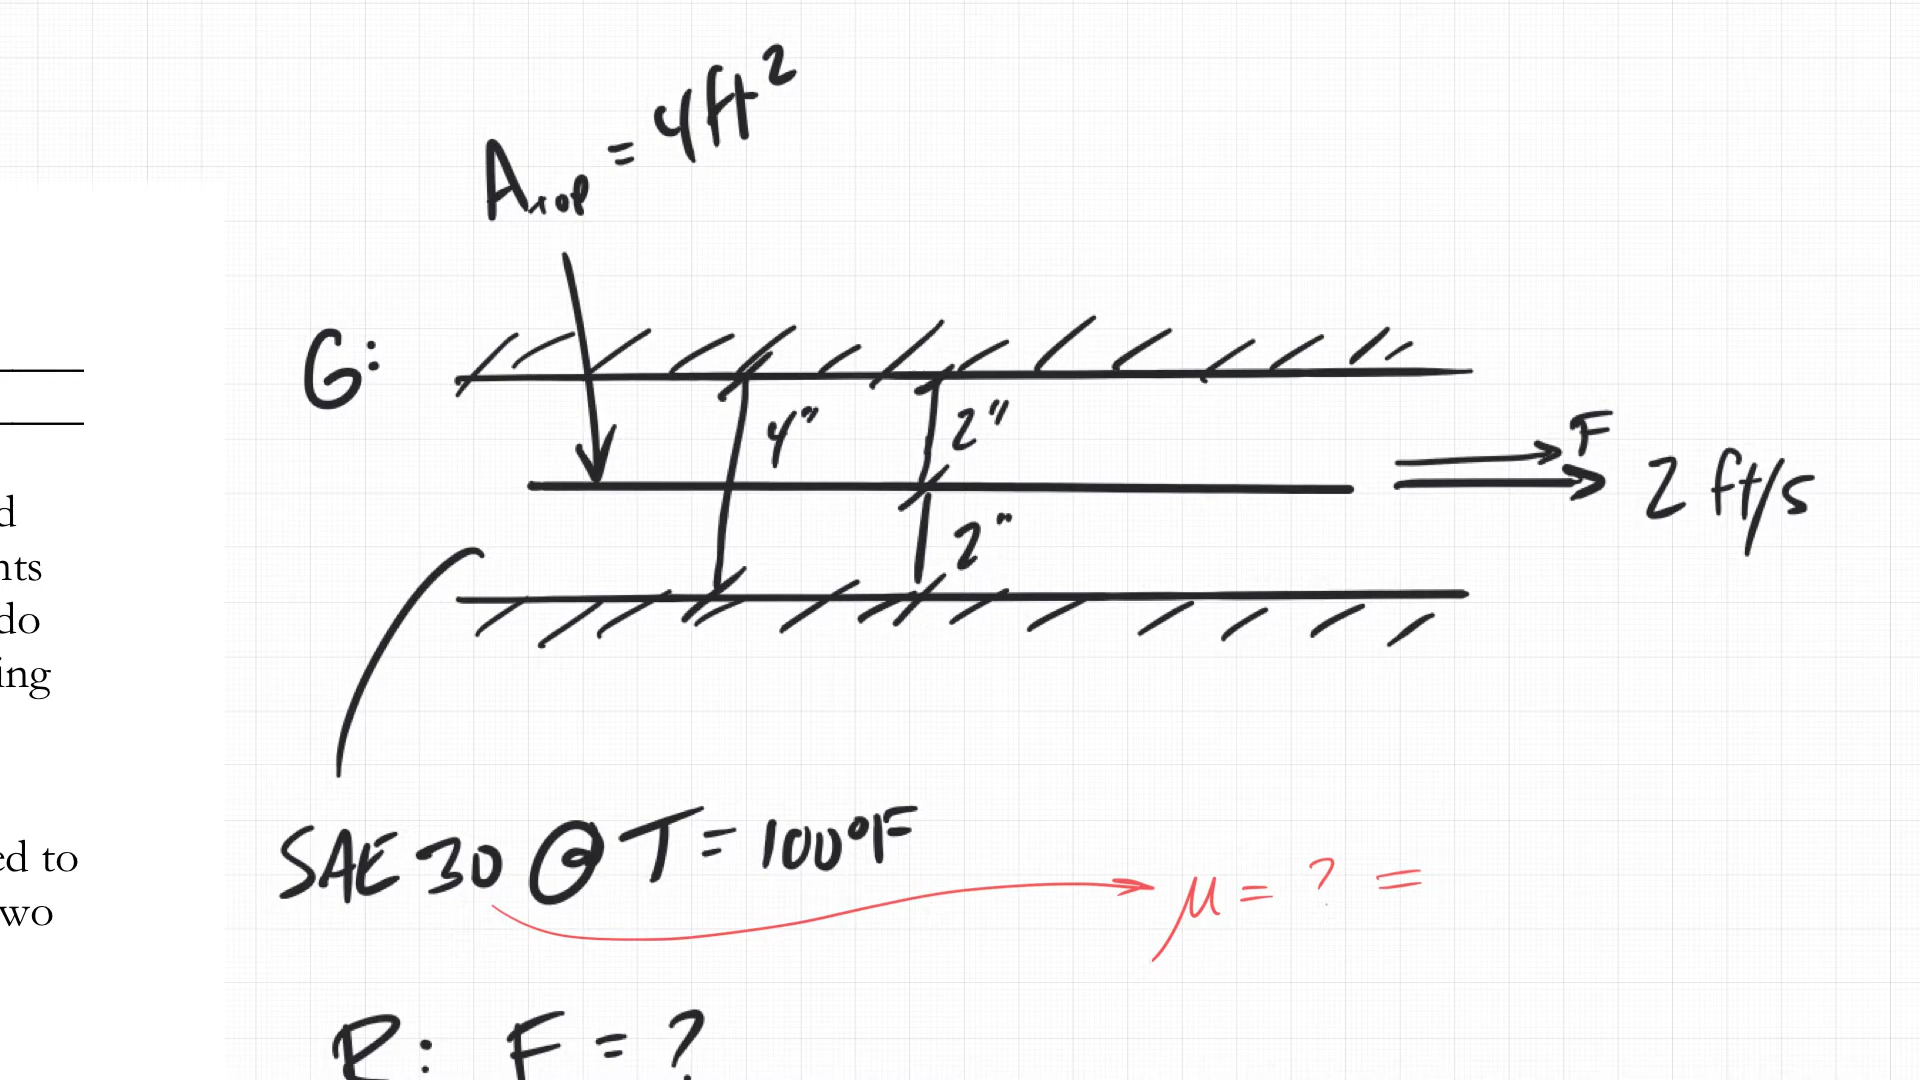 A_TOP = 4ft²
G:
4"
2"
F
2 ft/s
2"
d
nts
do
ing
SAE 30 @ T = 100°F
μ = ? =
ed to
wo
R: F = ?